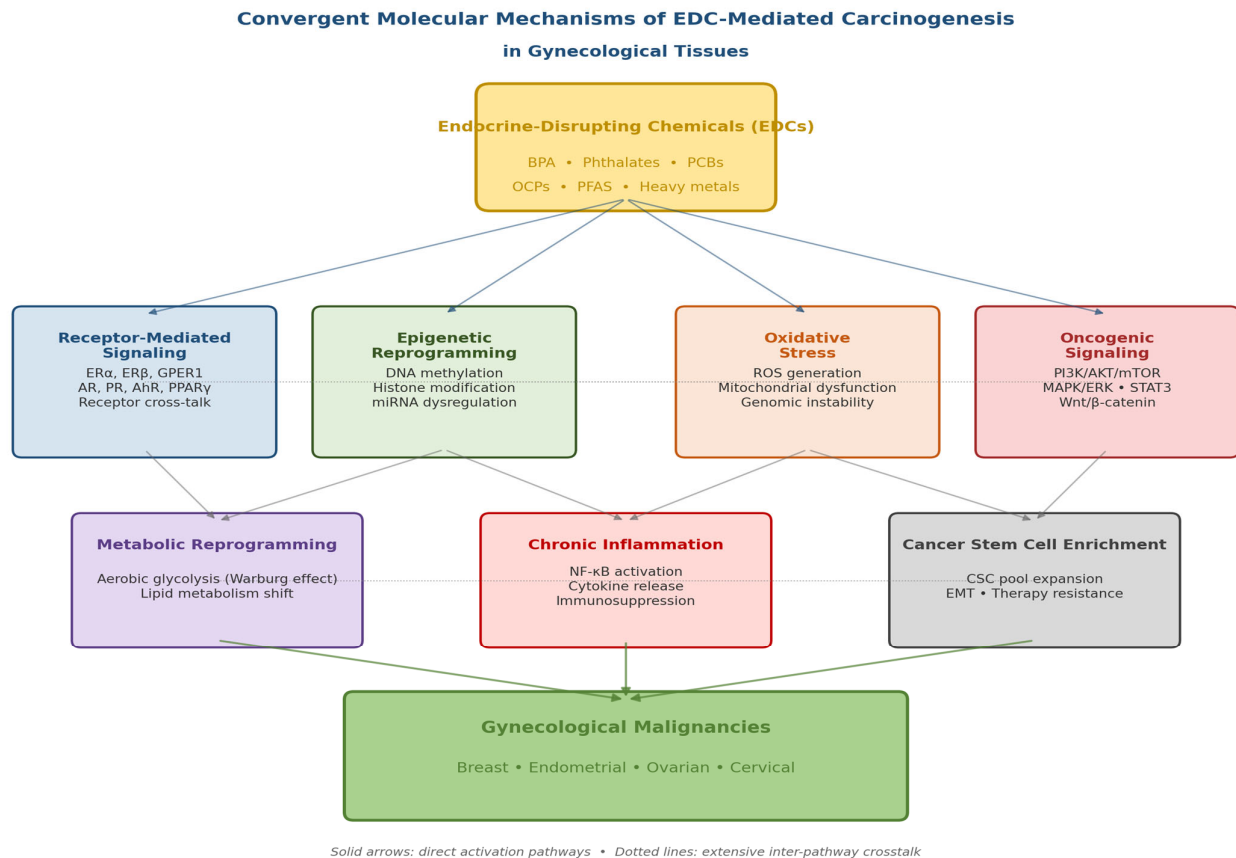 Convergent Molecular Mechanisms of EDC-Mediated Carcinogenesis
in Gynecological Tissues
Endocrine-Disrupting Chemicals (EDCs)
BPA • Phthalates • PCBs
OCPs • PFAS • Heavy metals
Receptor-Mediated
Signaling
ERα, ERβ, GPER1
AR, PR, AhR, PPARγ
Receptor cross-talk
Epigenetic
Reprogramming
DNA methylation
Histone modification
miRNA dysregulation
Oxidative
Stress
ROS generation
Mitochondrial dysfunction
Genomic instability
Oncogenic
Signaling
PI3K/AKT/mTOR
MAPK/ERK • STAT3
Wnt/β-catenin
Metabolic Reprogramming
Aerobic glycolysis (Warburg effect)
Lipid metabolism shift
Chronic Inflammation
NF-κB activation
Cytokine release
Immunosuppression
Cancer Stem Cell Enrichment
CSC pool expansion
EMT • Therapy resistance
Gynecological Malignancies
Breast • Endometrial • Ovarian • Cervical
Solid arrows: direct activation pathways • Dotted lines: extensive inter-pathway crosstalk